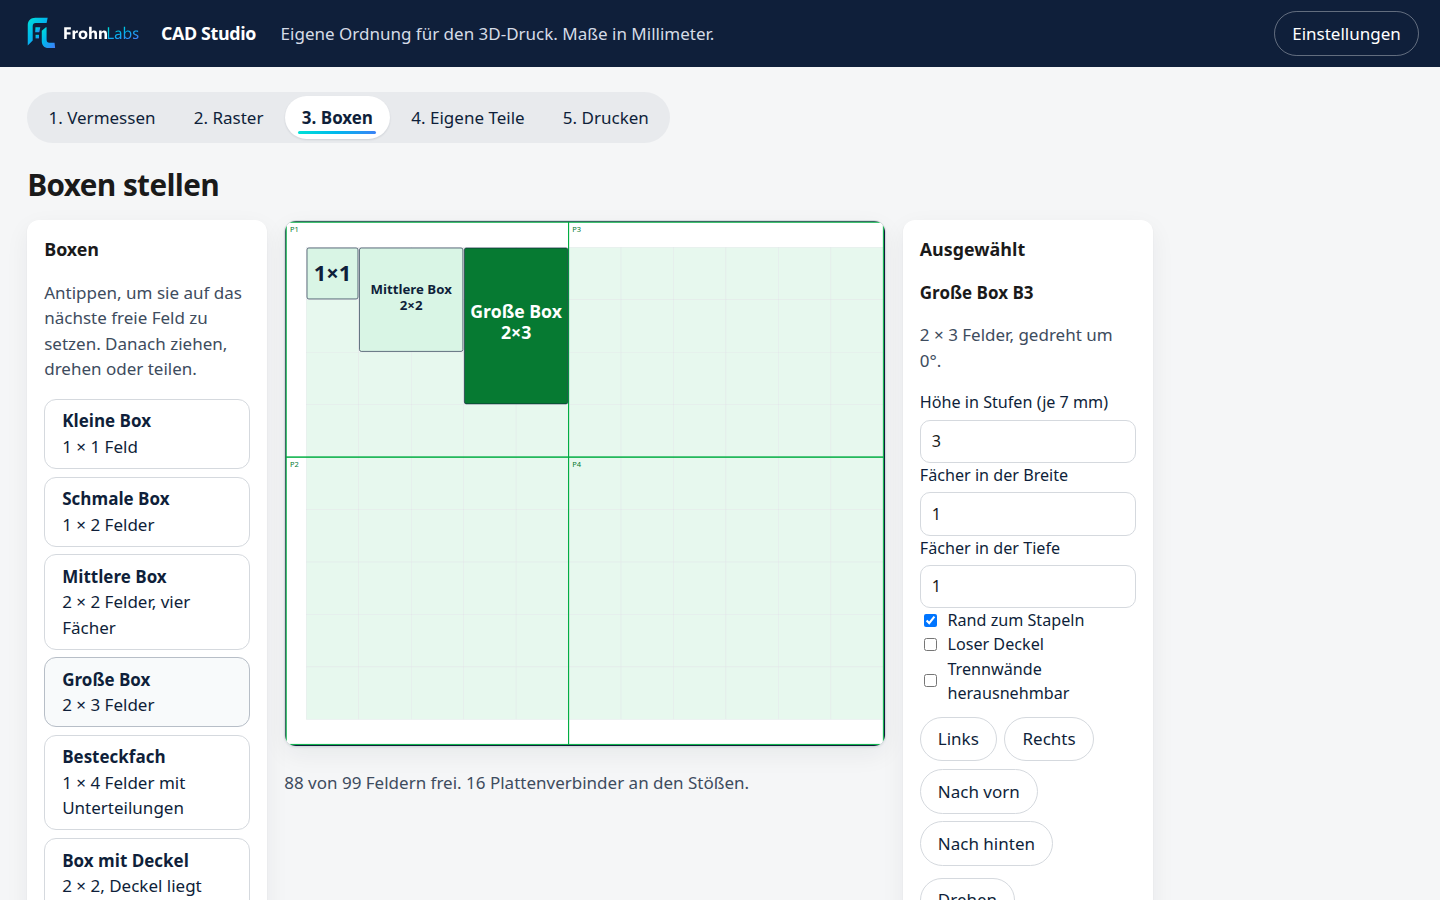 FrohnLabs
CAD Studio
Eigene Ordnung für den 3D-Druck. Maße in Millimeter.
Einstellungen
1. Vermessen
2. Raster
3. Boxen
4. Eigene Teile
5. Drucken
Boxen stellen
Boxen
Antippen, um sie auf das
nächste freie Feld zu
setzen. Danach ziehen,
drehen oder teilen.
Kleine Box
1 × 1 Feld
Schmale Box
1 × 2 Felder
Mittlere Box
2 × 2 Felder, vier
Fächer
Große Box
2 × 3 Felder
Besteckfach
1 × 4 Felder mit
Unterteilungen
Box mit Deckel
2 × 2, Deckel liegt
P1
P3
1×1
Mittlere Box
2×2
Große Box
2×3
P2
P4
88 von 99 Feldern frei. 16 Plattenverbinder an den Stößen.
Ausgewählt
Große Box B3
2 × 3 Felder, gedreht um
0°.
Höhe in Stufen (je 7 mm)
3
Fächer in der Breite
1
Fächer in der Tiefe
1
Rand zum Stapeln
Loser Deckel
Trennwände
herausnehmbar
Links
Rechts
Nach vorn
Nach hinten
Drehen